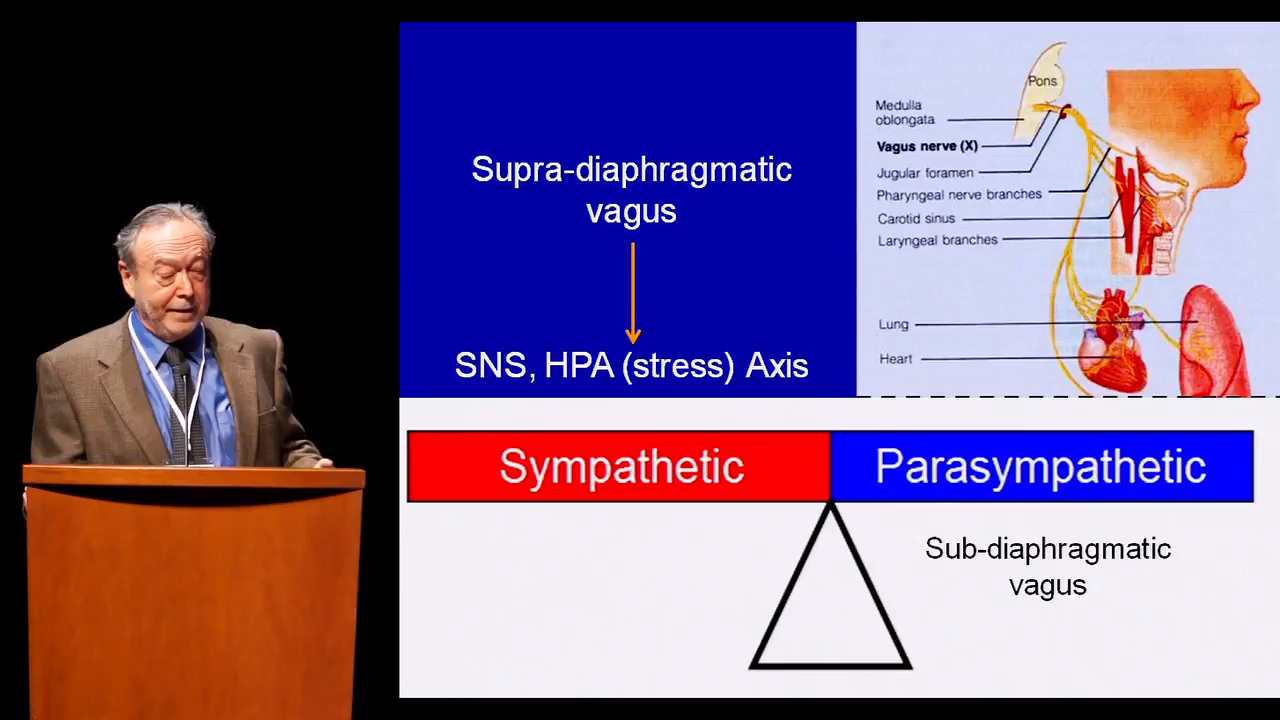 Supra-diaphragmatic
vagus
SNS, HPA (stress) Axis
Pons
Medulla
oblongata
Vagus nerve (X)
Jugular foramen
Pharyngeal nerve branches
Carotid sinus
Laryngeal branches
Lung
Heart
Sympathetic
Parasympathetic
Sub-diaphragmatic
vagus